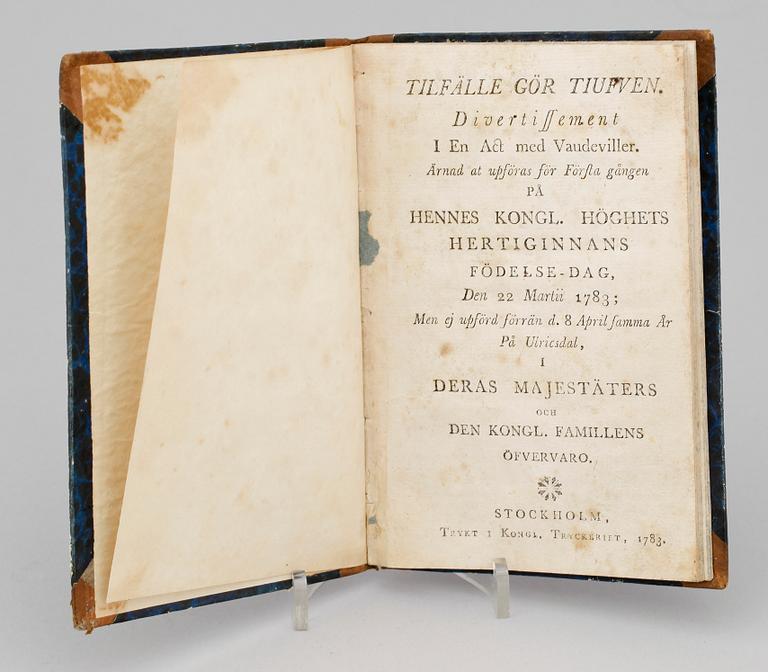 TILFÄLLE GÖR TIUFVEN.
Divertiſſement
I En Act med Vaudeviller.
Ärnad at upföras för Förſta gången
PÅ
HENNES KONGL. HÖGHETS
HERTIGINNANS
FÖDELSE-DAG,
Den 22 Martii 1783;
Men ej upförd förrän d. 8 April ſamma År
På Ulricsdal,
I
DERAS MAJESTÄTERS
OCH
DEN KONGL. FAMILLENS
ÖFVERVARO.
STOCKHOLM,
TRYKT I KONGL. TRYCKERIET, 1783.